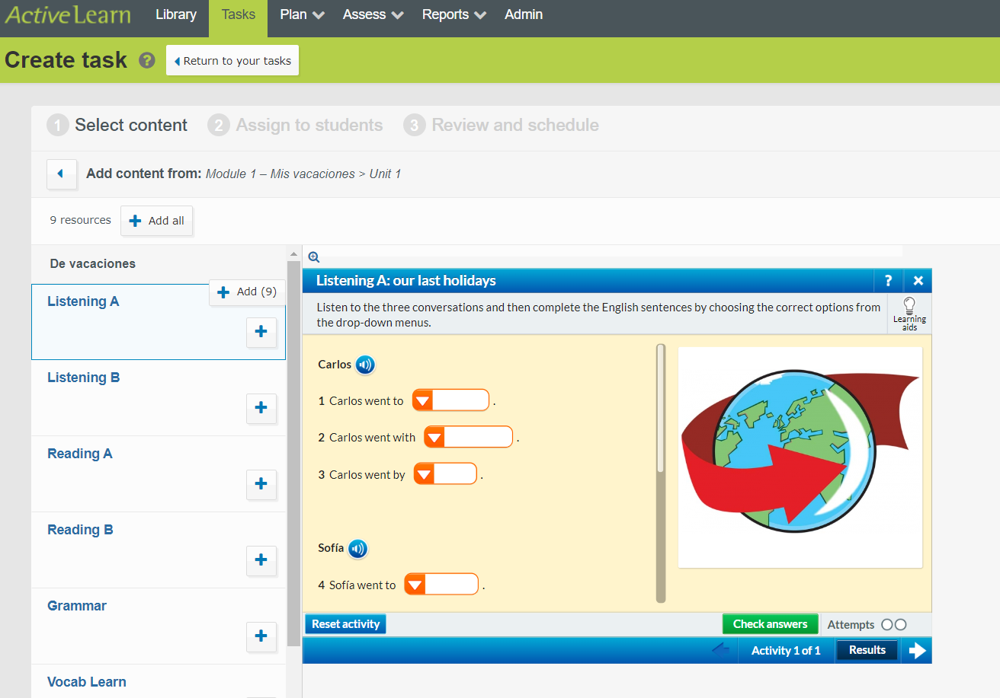 ActiveLearn Library Tasks Plan Assess Reports Admin
Create task ? Return to your tasks
1 Select content 2 Assign to students 3 Review and schedule
Add content from: Module 1 – Mis vacaciones > Unit 1
9 resources Add all
De vacaciones
Add (9)
Listening A
Listening B
Reading A
Reading B
Grammar
Vocab Learn
Listening A: our last holidays ?
Listen to the three conversations and then complete the English sentences by choosing the correct options from
the drop-down menus.
Learning
aids
Carlos
1 Carlos went to .
2 Carlos went with .
3 Carlos went by .
Sofía
4 Sofía went to .
Reset activity Check answers Attempts
Activity 1 of 1 Results